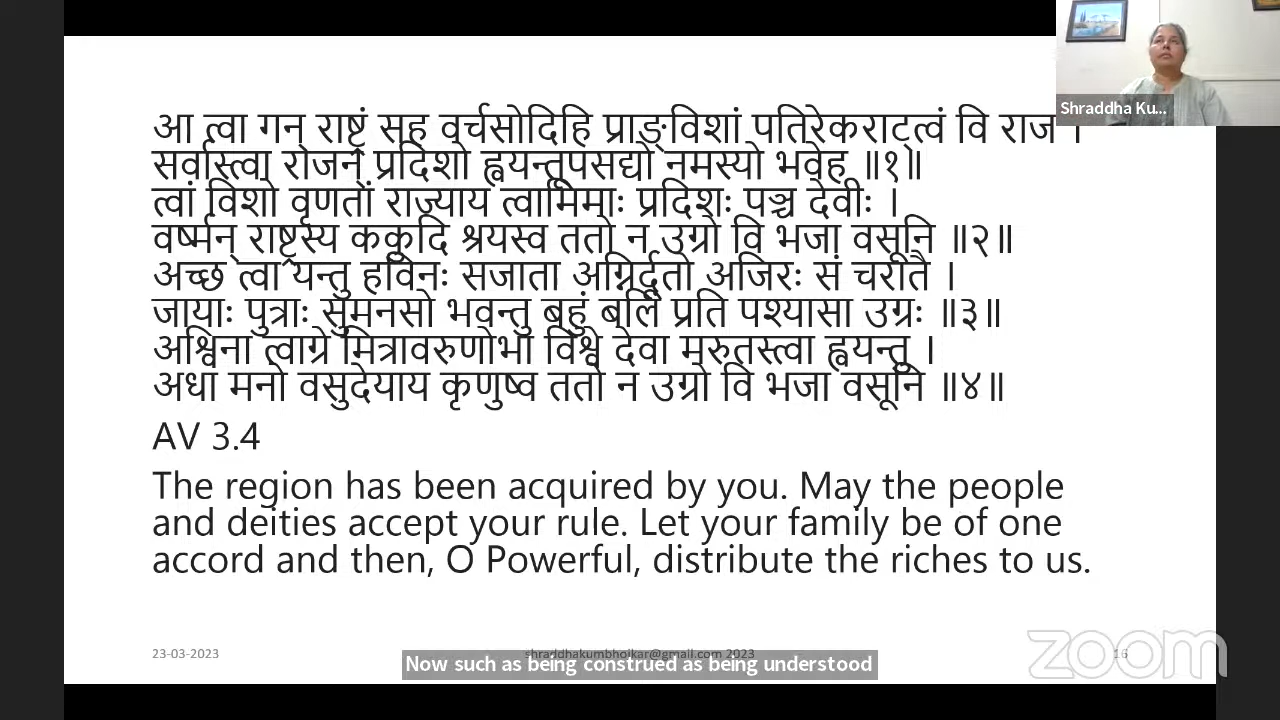 आ त्वा गन् राष्ट्रं सह वर्चसोदिहि प्राङ्विशां पतिरेकराट्त्वं वि राज ।
सर्वास्त्वा राजन् प्रदिशो ह्वयन्तूपसद्यो नमस्यो भवेह ॥१॥
त्वां विशो वृणतां राज्याय त्वामिमाः प्रदिशः पञ्च देवीः ।
वर्ष्मन् राष्ट्रस्य ककुदि श्रयस्व ततो न उग्रो वि भजा वसूनि ॥२॥
अच्छ त्वा यन्तु हविनः सजाता अग्निर्दूतो अजिरः सं चरातै ।
जायाः पुत्राः सुमनसो भवन्तु बहुं बलिं प्रति पश्यासा उग्रः ॥३॥
अश्विना त्वाग्रे मित्रावरुणोभा विश्वे देवा मरुतस्त्वा ह्वयन्तु ।
अधा मनो वसुदेयाय कृणुष्व ततो न उग्रो वि भजा वसूनि ॥४॥
AV 3.4
The region has been acquired by you. May the people
and deities accept your rule. Let your family be of one
accord and then, O Powerful, distribute the riches to us.
Shraddha Ku...
23-03-2023
shraddhakumbhojkar@gmail.com 2023
16
Now such as being construed as being understood
zoom